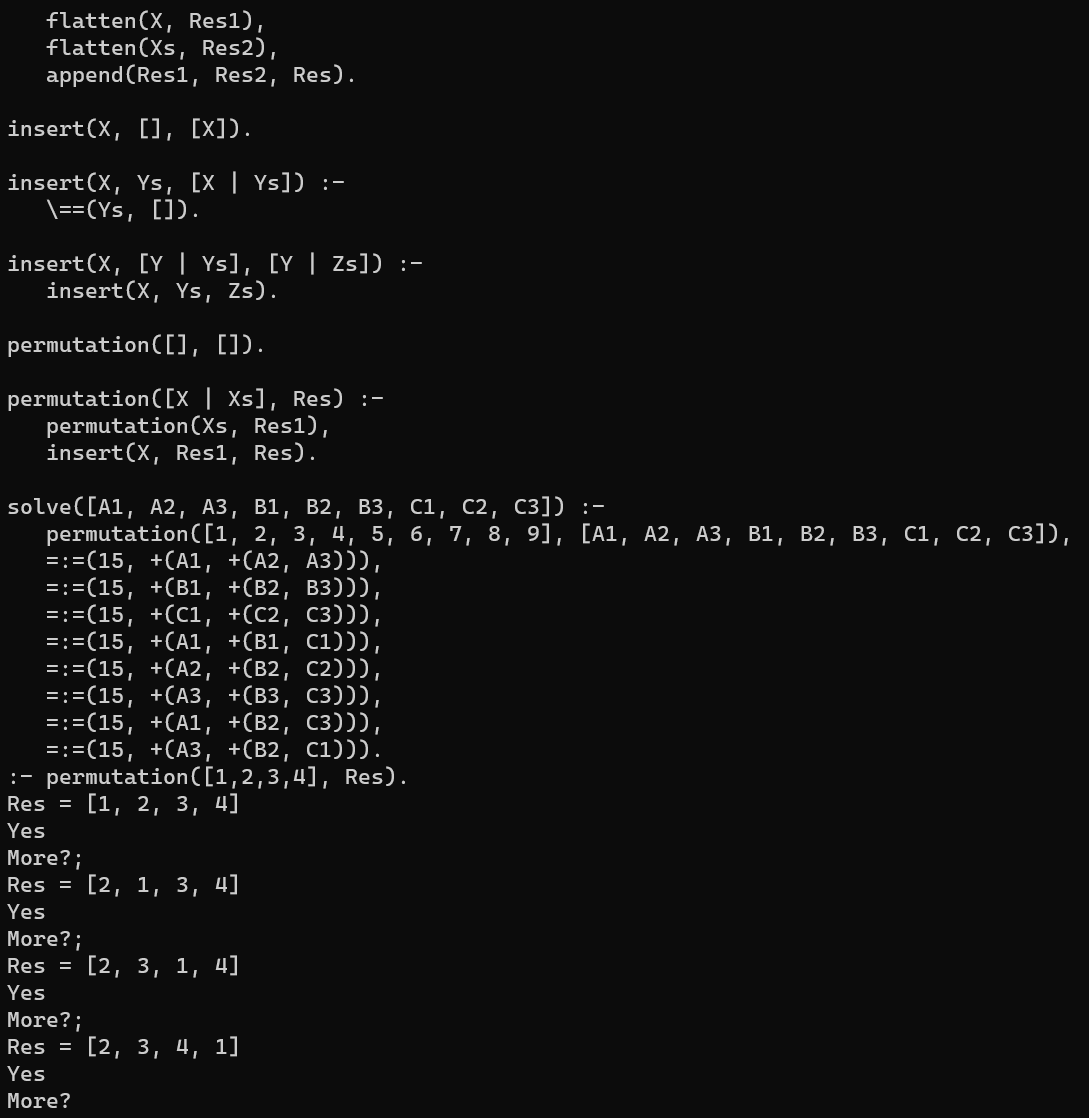 flatten(X, Res1),
   flatten(Xs, Res2),
   append(Res1, Res2, Res).

insert(X, [], [X]).

insert(X, Ys, [X | Ys]) :-
   \==(Ys, []).

insert(X, [Y | Ys], [Y | Zs]) :-
   insert(X, Ys, Zs).

permutation([], []).

permutation([X | Xs], Res) :-
   permutation(Xs, Res1),
   insert(X, Res1, Res).

solve([A1, A2, A3, B1, B2, B3, C1, C2, C3]) :-
   permutation([1, 2, 3, 4, 5, 6, 7, 8, 9], [A1, A2, A3, B1, B2, B3, C1, C2, C3]),
   =:=(15, +(A1, +(A2, A3))),
   =:=(15, +(B1, +(B2, B3))),
   =:=(15, +(C1, +(C2, C3))),
   =:=(15, +(A1, +(B1, C1))),
   =:=(15, +(A2, +(B2, C2))),
   =:=(15, +(A3, +(B3, C3))),
   =:=(15, +(A1, +(B2, C3))),
   =:=(15, +(A3, +(B2, C1))).
:- permutation([1,2,3,4], Res).
Res = [1, 2, 3, 4]
Yes
More?;
Res = [2, 1, 3, 4]
Yes
More?;
Res = [2, 3, 1, 4]
Yes
More?;
Res = [2, 3, 4, 1]
Yes
More?